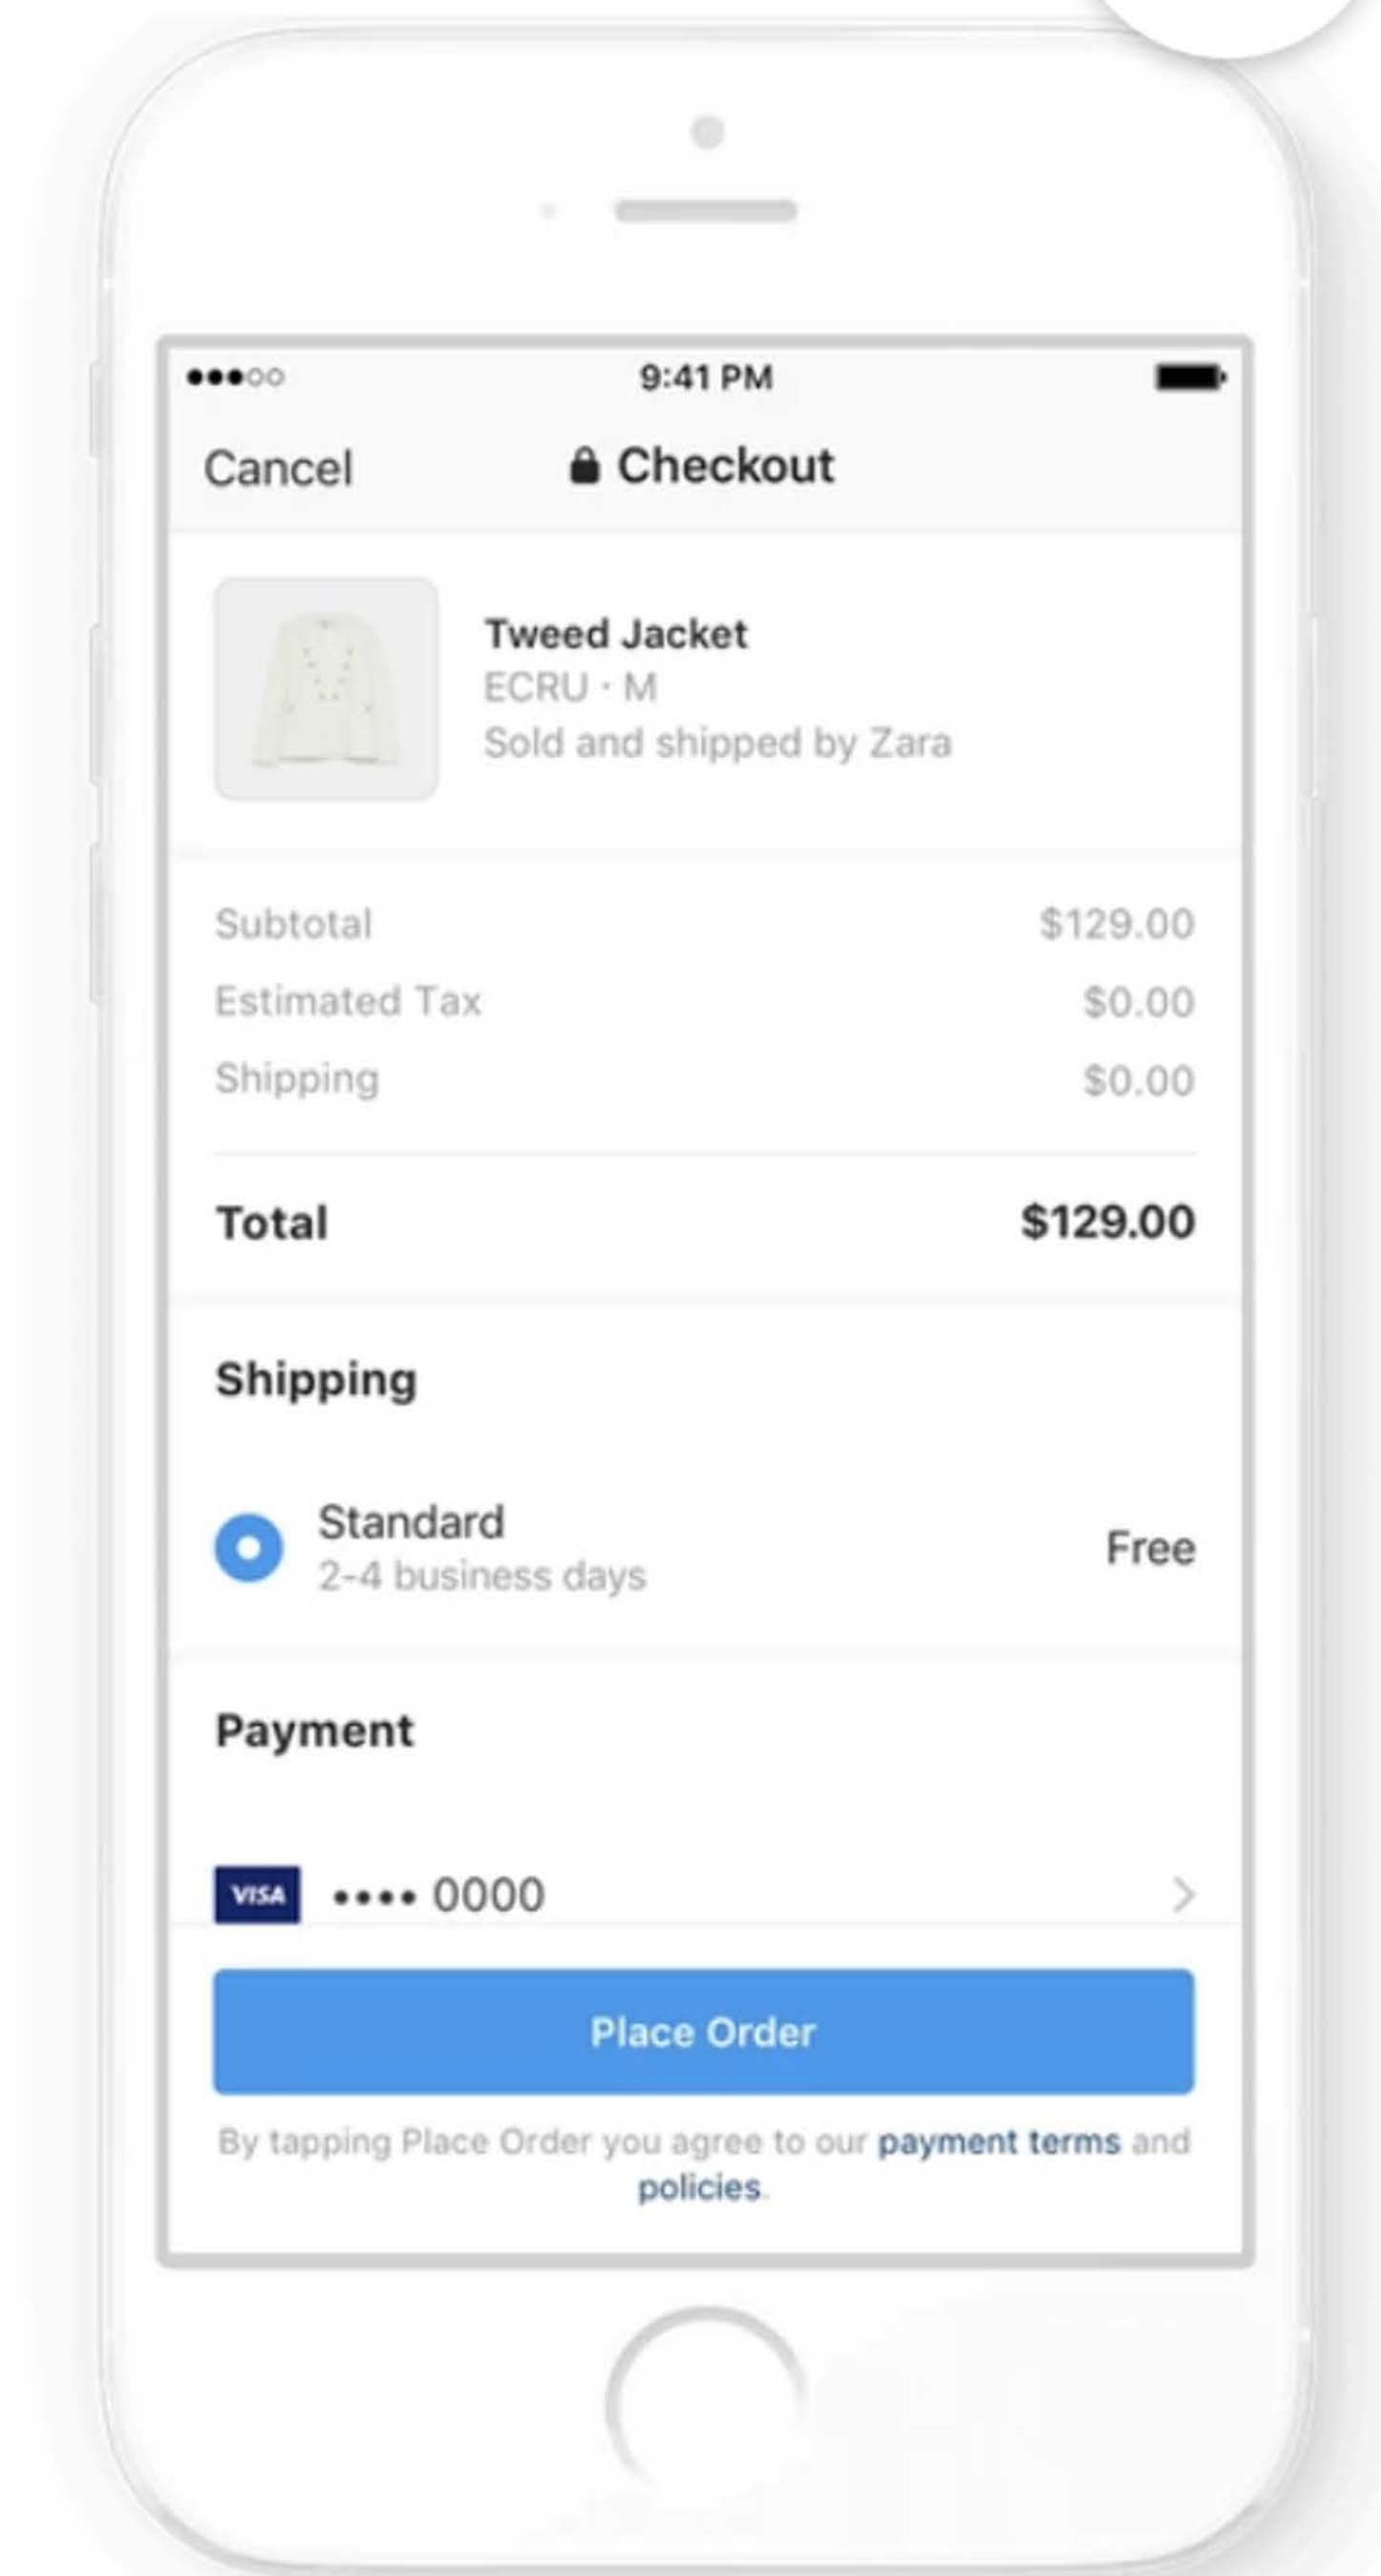 9:41 PM
Cancel
Checkout
Tweed Jacket
ECRU · M
Sold and shipped by Zara
Subtotal $129.00
Estimated Tax $0.00
Shipping $0.00
Total $129.00
Shipping
Standard
2-4 business days
Free
Payment
VISA •••• 0000
Place Order
By tapping Place Order you agree to our payment terms and
policies.